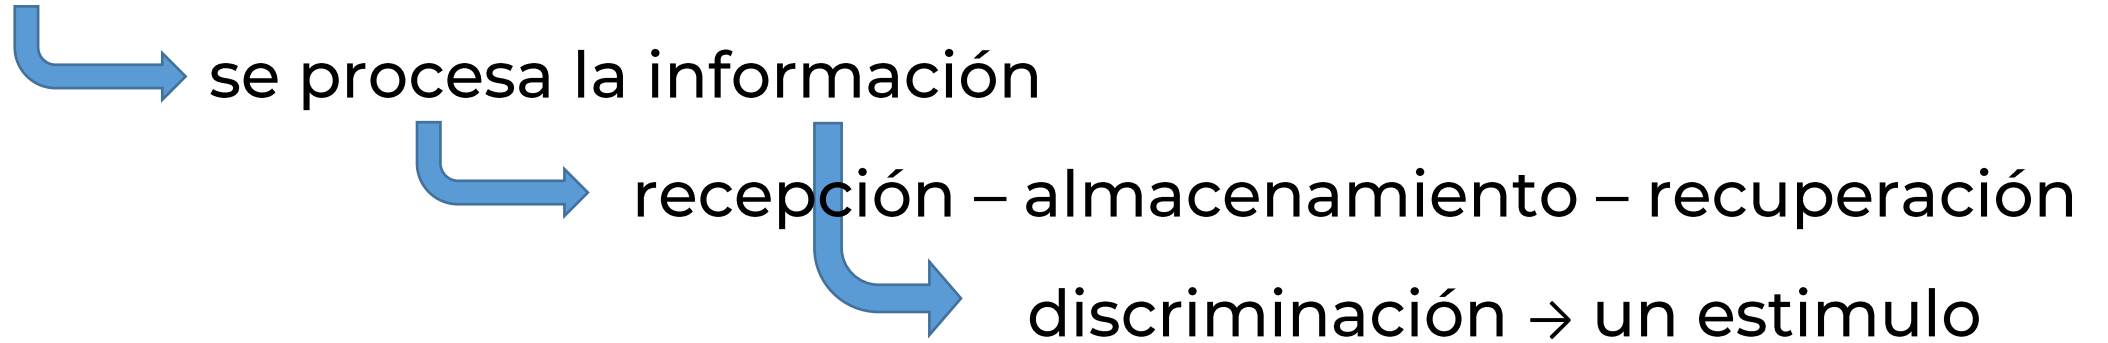 se procesa la información
recepción – almacenamiento – recuperación
discriminación → un estimulo